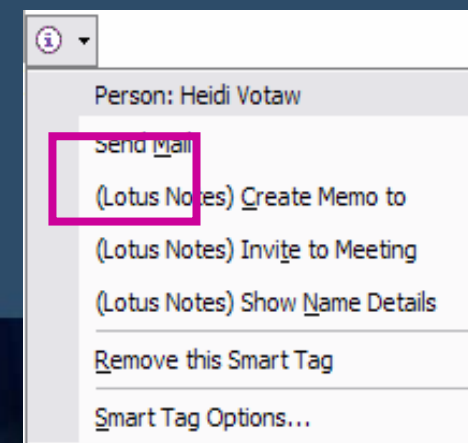 Person: Heidi Votaw
Send Mail
(Lotus Notes) Create Memo to
(Lotus Notes) Invite to Meeting
(Lotus Notes) Show Name Details
Remove this Smart Tag
Smart Tag Options...